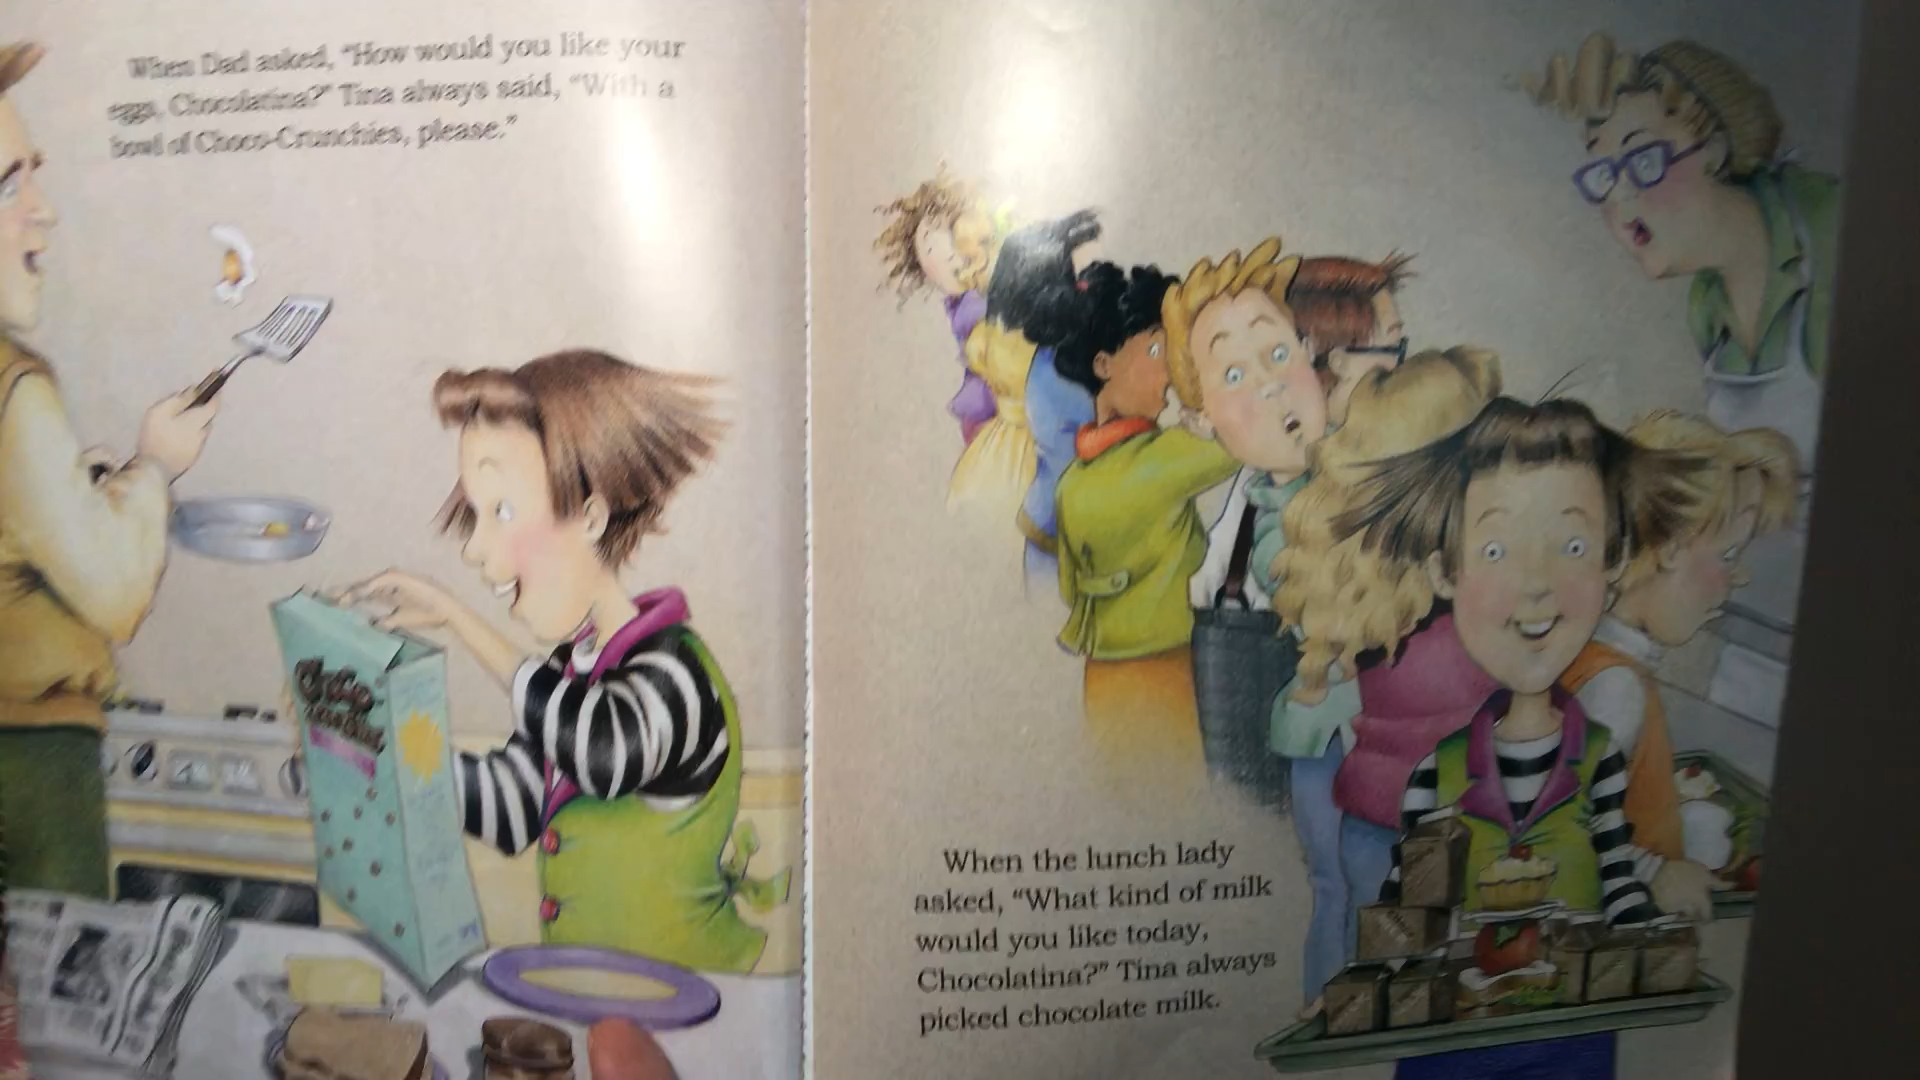 When Dad asked, "How would you like your
eggs, Chocolatina?" Tina always said, "With a
bowl of Choco-Crunchies, please."
Choco-
When the lunch lady
asked, "What kind of milk
would you like today,
Chocolatina?" Tina always
picked chocolate milk.